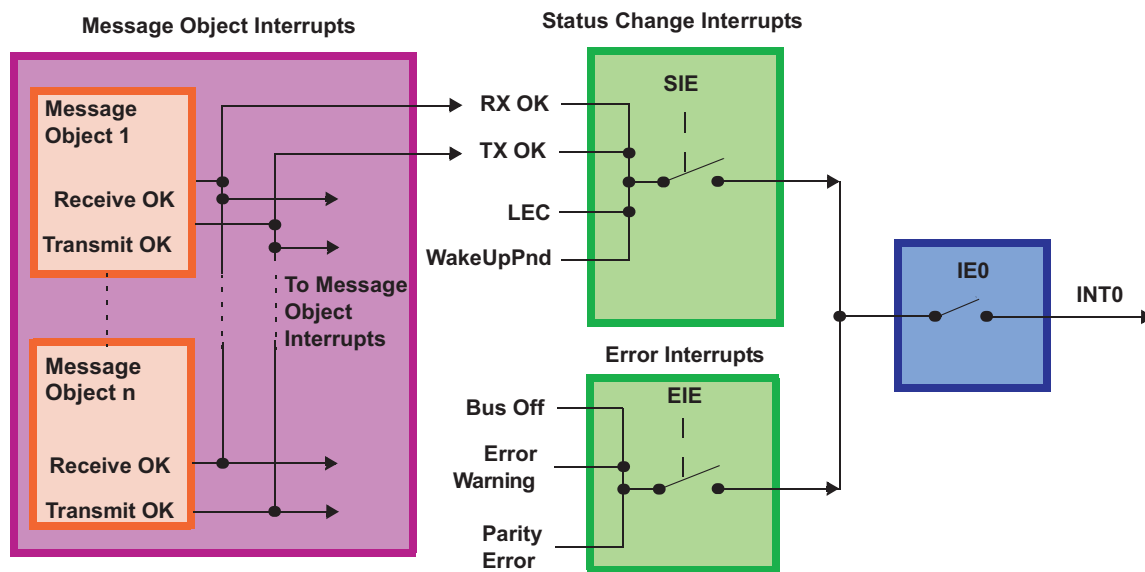 Message Object Interrupts
Message
Object 1
Receive OK
Transmit OK
To Message
Object
Interrupts
Message
Object n
Receive OK
Transmit OK
Status Change Interrupts
SIE
RX OK
TX OK
LEC
WakeUpPnd
Error Interrupts
EIE
Bus Off
Error
Warning
Parity
Error
IE0
INT0